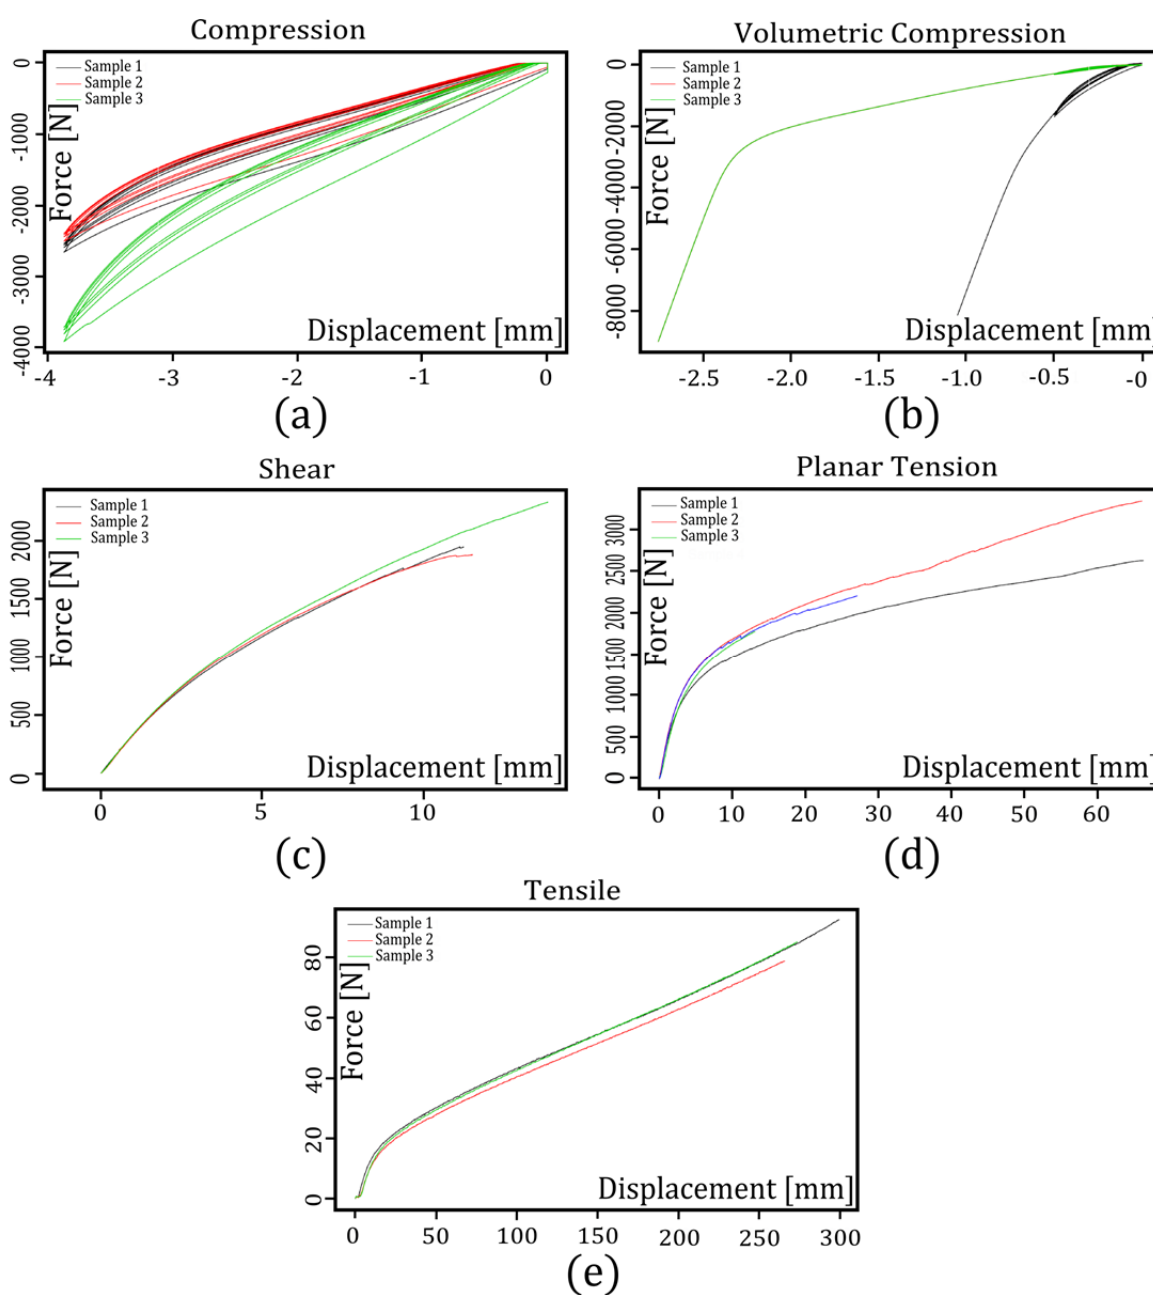 Compression
Volumetric Compression
0
-1000
-2000
-3000
-4000
Force [N]
Sample 1
Sample 2
Sample 3
Displacement [mm]
-4 -3 -2 -1 0
(a)
0
-2000
-4000
-6000
-8000
Force [N]
Sample 1
Sample 2
Sample 3
Displacement [mm]
-2.5 -2.0 -1.5 -1.0 -0.5 -0
(b)
Shear
Planar Tension
2000
1500
1000
500
0
Force [N]
Sample 1
Sample 2
Sample 3
Displacement [mm]
0 5 10
(c)
3000
2500
2000
1500
1000
500
0
Force [N]
Sample 1
Sample 2
Sample 3
Displacement [mm]
0 10 20 30 40 50 60
(d)
Tensile
80
60
40
20
0
Force [N]
Sample 1
Sample 2
Sample 3
Displacement [mm]
0 50 100 150 200 250 300
(e)